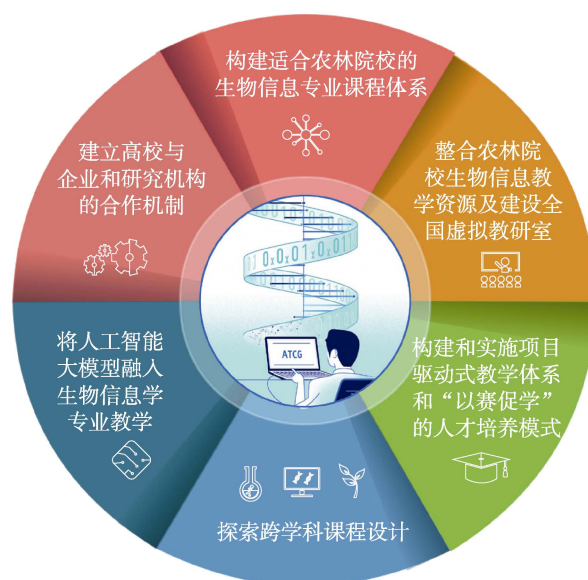 构建适合农林院校的
生物信息专业课程体系
整合农林院
校生物信息教
学资源及建设全
国虚拟教研室
构建和实施项目
驱动式教学体系
和“以赛促学”
的人才培养模式
探索跨学科课程设计
将人工智能
大模型融入
生物信息学
专业教学
建立高校与
企业和研究机构
的合作机制
ATCG